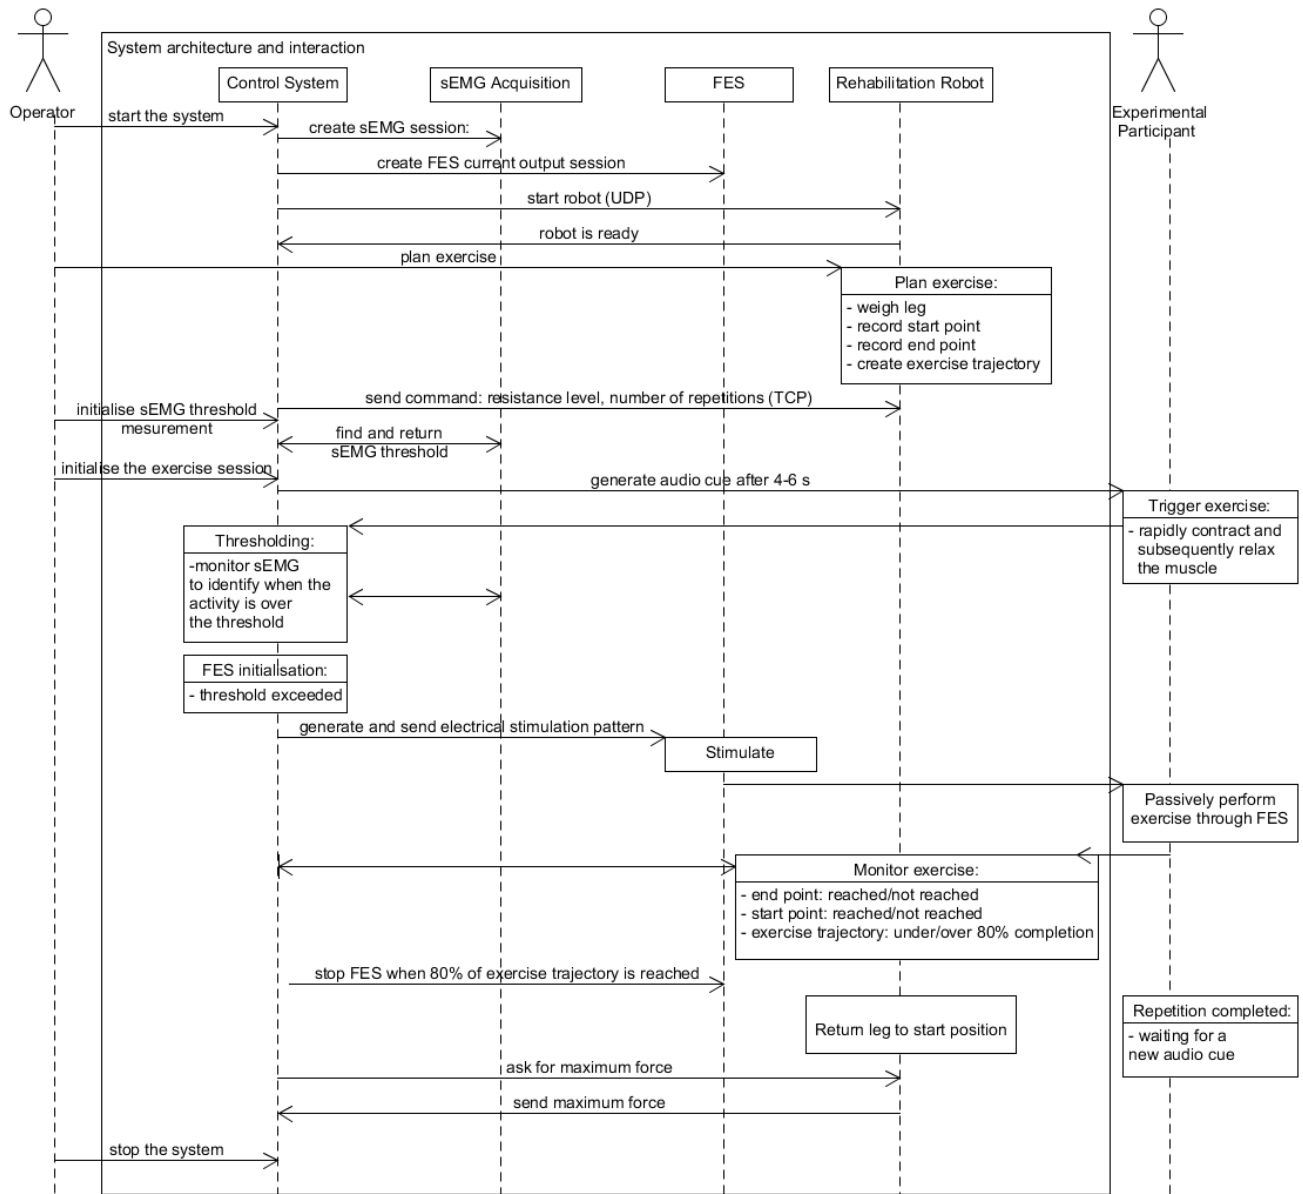 System architecture and interaction
Control System
sEMG Acquisition
FES
Rehabilitation Robot
Operator
Experimental
Participant
start the system
create sEMG session:
create FES current output session
start robot (UDP)
robot is ready
plan exercise
Plan exercise:
- weigh leg
- record start point
- record end point
- create exercise trajectory
send command: resistance level, number of repetitions (TCP)
initialise sEMG threshold
mesurement
find and return
sEMG threshold
initialise the exercise session
generate audio cue after 4-6 s
Trigger exercise:
- rapidly contract and
subsequently relax
the muscle
Thresholding:
-monitor sEMG
to identify when the
activity is over
the threshold
FES initialisation:
- threshold exceeded
generate and send electrical stimulation pattern
Stimulate
Passively perform
exercise through FES
Monitor exercise:
- end point: reached/not reached
- start point: reached/not reached
- exercise trajectory: under/over 80% completion
stop FES when 80% of exercise trajectory is reached
Return leg to start position
Repetition completed:
- waiting for a
new audio cue
ask for maximum force
send maximum force
stop the system